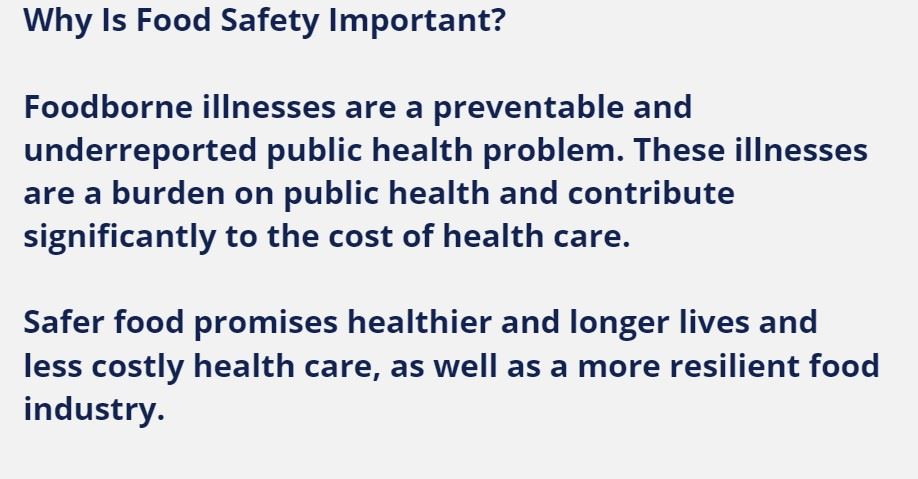 Why Is Food Safety Important?
Foodborne illnesses are a preventable and
underreported public health problem. These illnesses
are a burden on public health and contribute
significantly to the cost of health care.
Safer food promises healthier and longer lives and
less costly health care, as well as a more resilient food
industry.